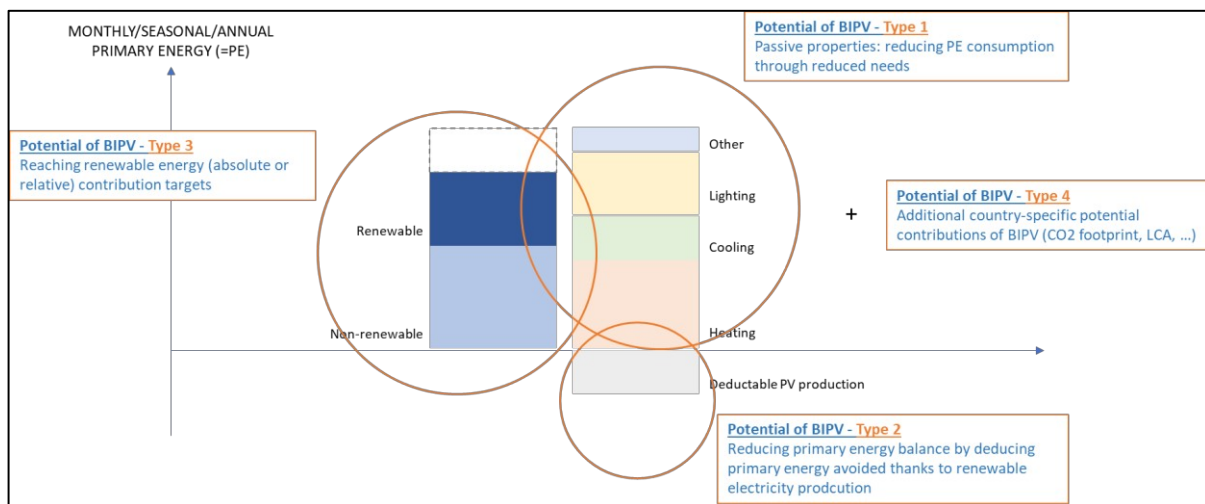 MONTHLY/SEASONAL/ANNUAL
PRIMARY ENERGY (=PE)
Potential of BIPV - Type 1
Passive properties: reducing PE consumption
through reduced needs
Potential of BIPV - Type 3
Reaching renewable energy (absolute or
relative) contribution targets
Other
Lighting
Renewable
Cooling
Non-renewable
Heating
+
Potential of BIPV - Type 4
Additional country-specific potential
contributions of BIPV (CO2 footprint, LCA, ...)
Deductable PV production
Potential of BIPV - Type 2
Reducing primary energy balance by deducing
primary energy avoided thanks to renewable
electricity prodcution